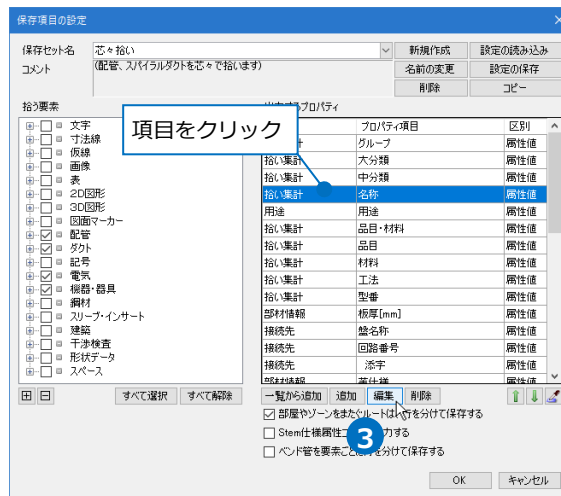 保存項目の設定
保存セット名 芯々拾い 新規作成 設定の読み込み
コメント (配管、スパイラルダクトを芯々で拾います) 名前の変更 設定の保存
削除 コピー
拾う要素
文字
寸法線
仮線
画像
表
2D図形
3D図形
図面マーカー
配管
ダクト
記号
電気
機器・器具
鋼材
スリーブ・インサート
建築
干渉検査
形状データ
スペース
すべて選択 すべて解除
項目をクリック
プロパティ
プロパティ項目 区別
グループ 属性値
拾い集計 大分類 属性値
拾い集計 中分類 属性値
拾い集計 名称 属性値
用途 用途 属性値
拾い集計 品目・材料 属性値
拾い集計 品目 属性値
拾い集計 材料 属性値
拾い集計 工法 属性値
拾い集計 型番 属性値
部材情報 板厚[mm] 属性値
接続先 盤名称 属性値
接続先 回路番号 属性値
接続先 添字 属性値
一覧から追加 追加 編集 削除
部屋やゾーンをまたぐルートは行を分けて保存する
Stem仕様属性 する
3
ベンド管を要素ご 分けて保存する
OK キャンセル